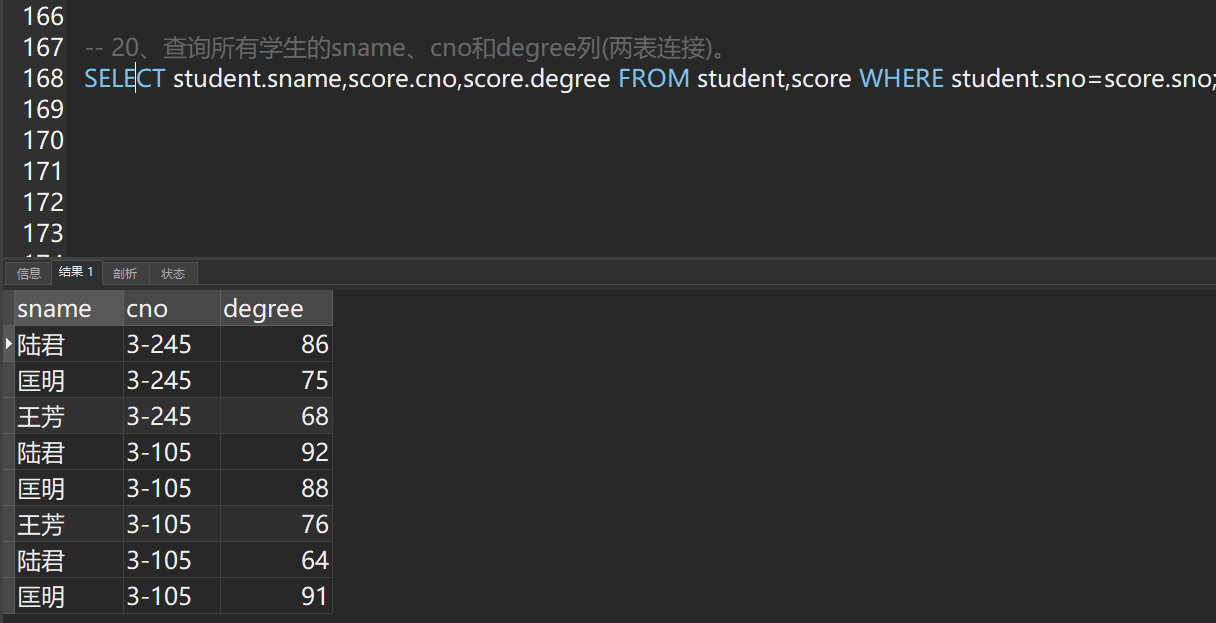 166
167 -- 20、查询所有学生的sname、cno和degree列(两表连接)。
168 SELECT student.sname,score.cno,score.degree FROM student,score WHERE student.sno=score.sno;
169
170
171
172
173
信息 结果 1 剖析 状态
sname cno degree
陆君 3-245 86
匡明 3-245 75
王芳 3-245 68
陆君 3-105 92
匡明 3-105 88
王芳 3-105 76
陆君 3-105 64
匡明 3-105 91